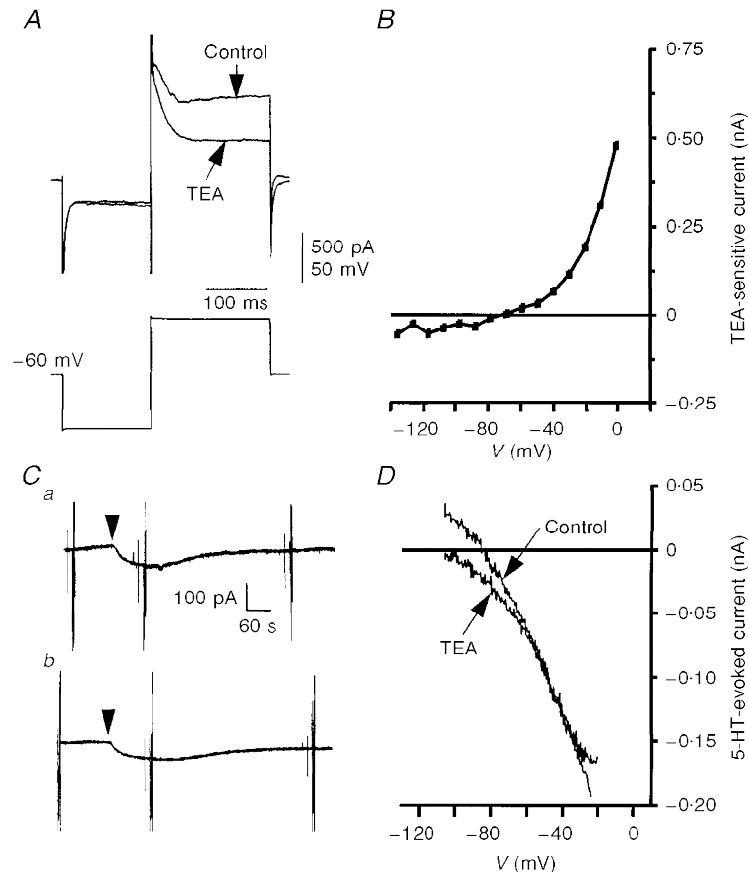 A
Control
TEA
500 pA
50 mV
100 ms
−60 mV
B
0·75
0·50
0·25
0
−0·25
TEA-sensitive current (nA)
−120
−80
−40
0
V (mV)
C
a
100 pA
60 s
b
D
Control
TEA
0·05
0
−0·05
−0·10
−0·15
−0·20
5-HT-evoked current (nA)
−120
−80
−40
0
V (mV)